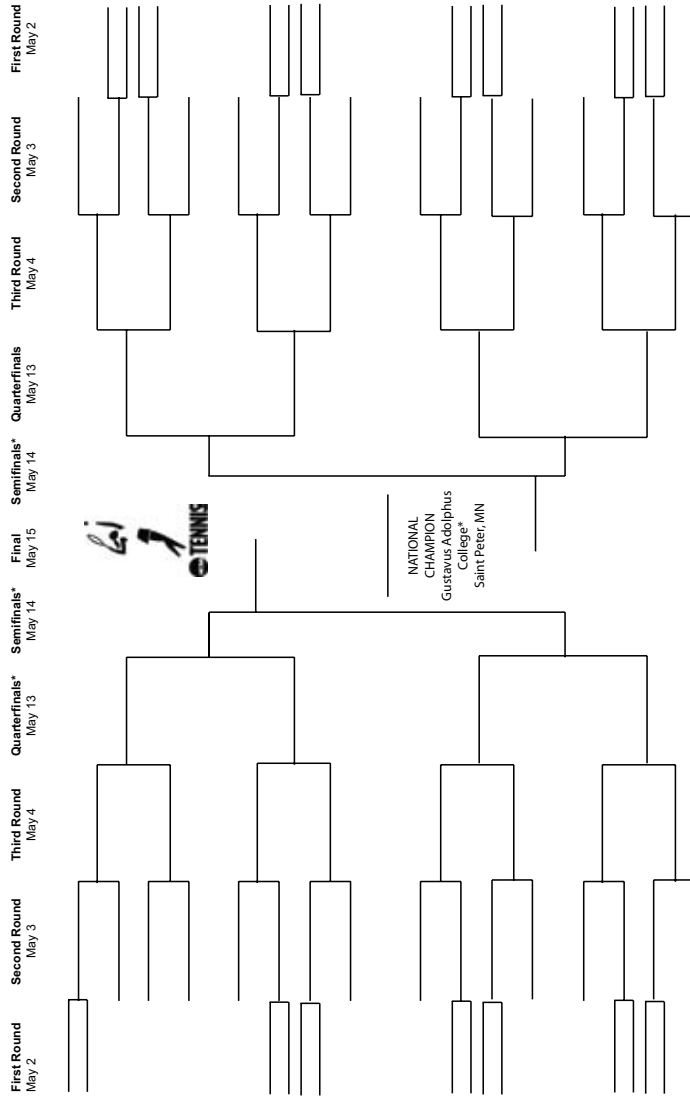 First Round
May 2
Second Round
May 3
Third Round
May 4
Quarterfinals*
May 13
Semifinals*
May 14
Final
May 15
Semifinals*
May 14
Quarterfinals
May 13
Third Round
May 4
Second Round
May 3
First Round
May 2
TENNIS
NATIONAL
CHAMPION
Gustavus Adolphus
College*
Saint Peter, MN